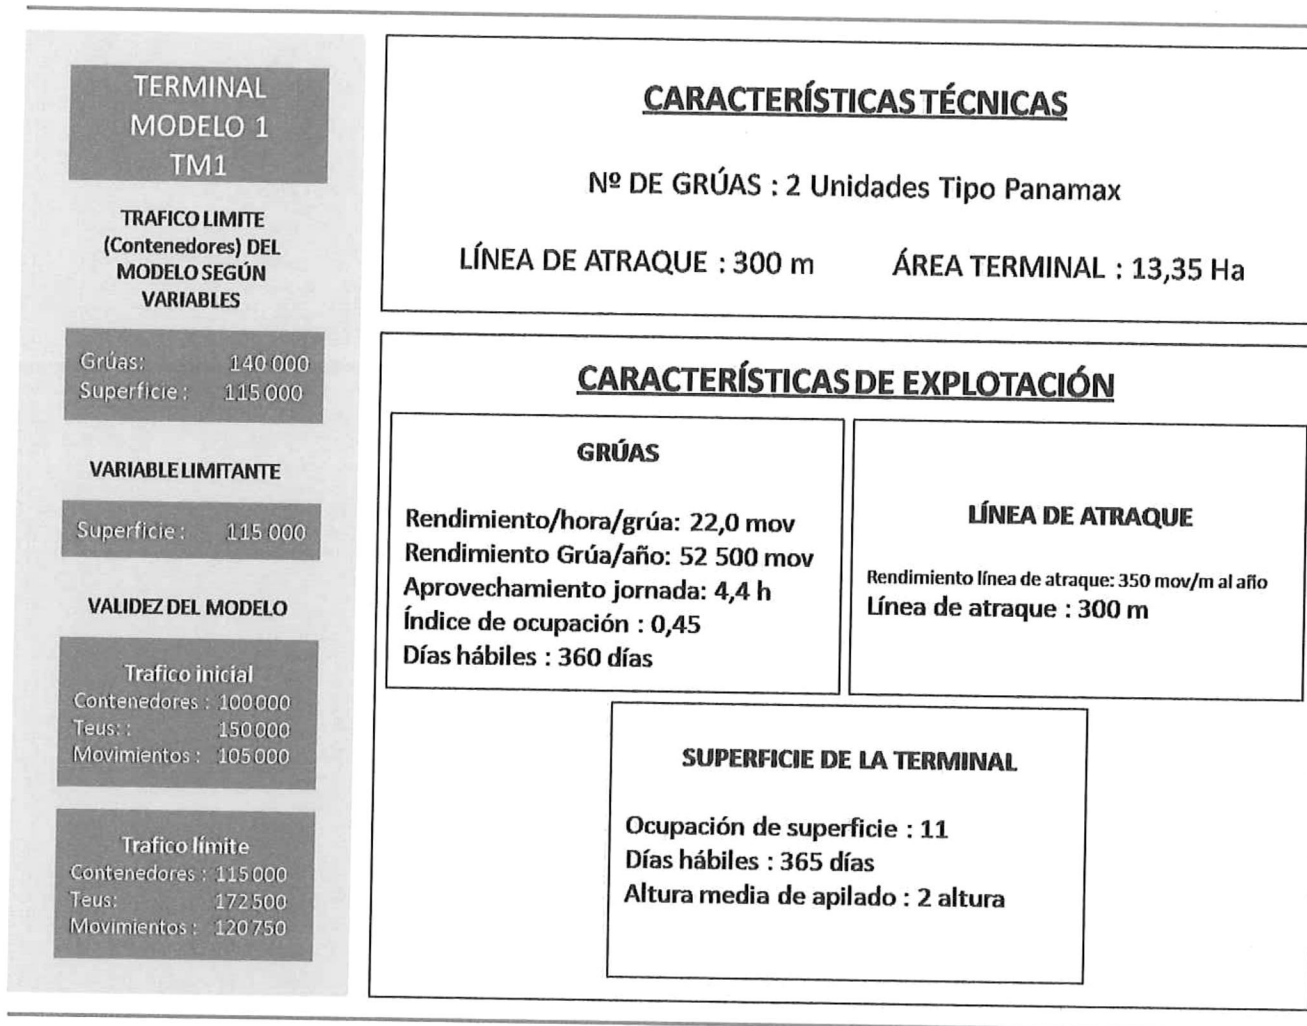 TERMINAL
MODELO 1
TM1
TRAFICO LIMITE
(Contenedores) DEL
MODELO SEGÚN
VARIABLES
Grúas: 140 000
Superficie : 115 000
VARIABLE LIMITANTE
Superficie : 115 000
VALIDEZ DEL MODELO
Trafico inicial
Contenedores : 100 000
Teus: : 150 000
Movimientos : 105 000
Trafico límite
Contenedores : 115 000
Teus: 172 500
Movimientos : 120 750
CARACTERÍSTICAS TÉCNICAS
Nº DE GRÚAS : 2 Unidades Tipo Panamax
LÍNEA DE ATRAQUE : 300 m ÁREA TERMINAL : 13,35 Ha
CARACTERÍSTICAS DE EXPLOTACIÓN
GRÚAS
Rendimiento/hora/grúa: 22,0 mov
Rendimiento Grúa/año: 52 500 mov
Aprovechamiento jornada: 4,4 h
Índice de ocupación : 0,45
Días hábiles : 360 días
LÍNEA DE ATRAQUE
Rendimiento línea de atraque: 350 mov/m al año
Línea de atraque : 300 m
SUPERFICIE DE LA TERMINAL
Ocupación de superficie : 11
Días hábiles : 365 días
Altura media de apilado : 2 altura